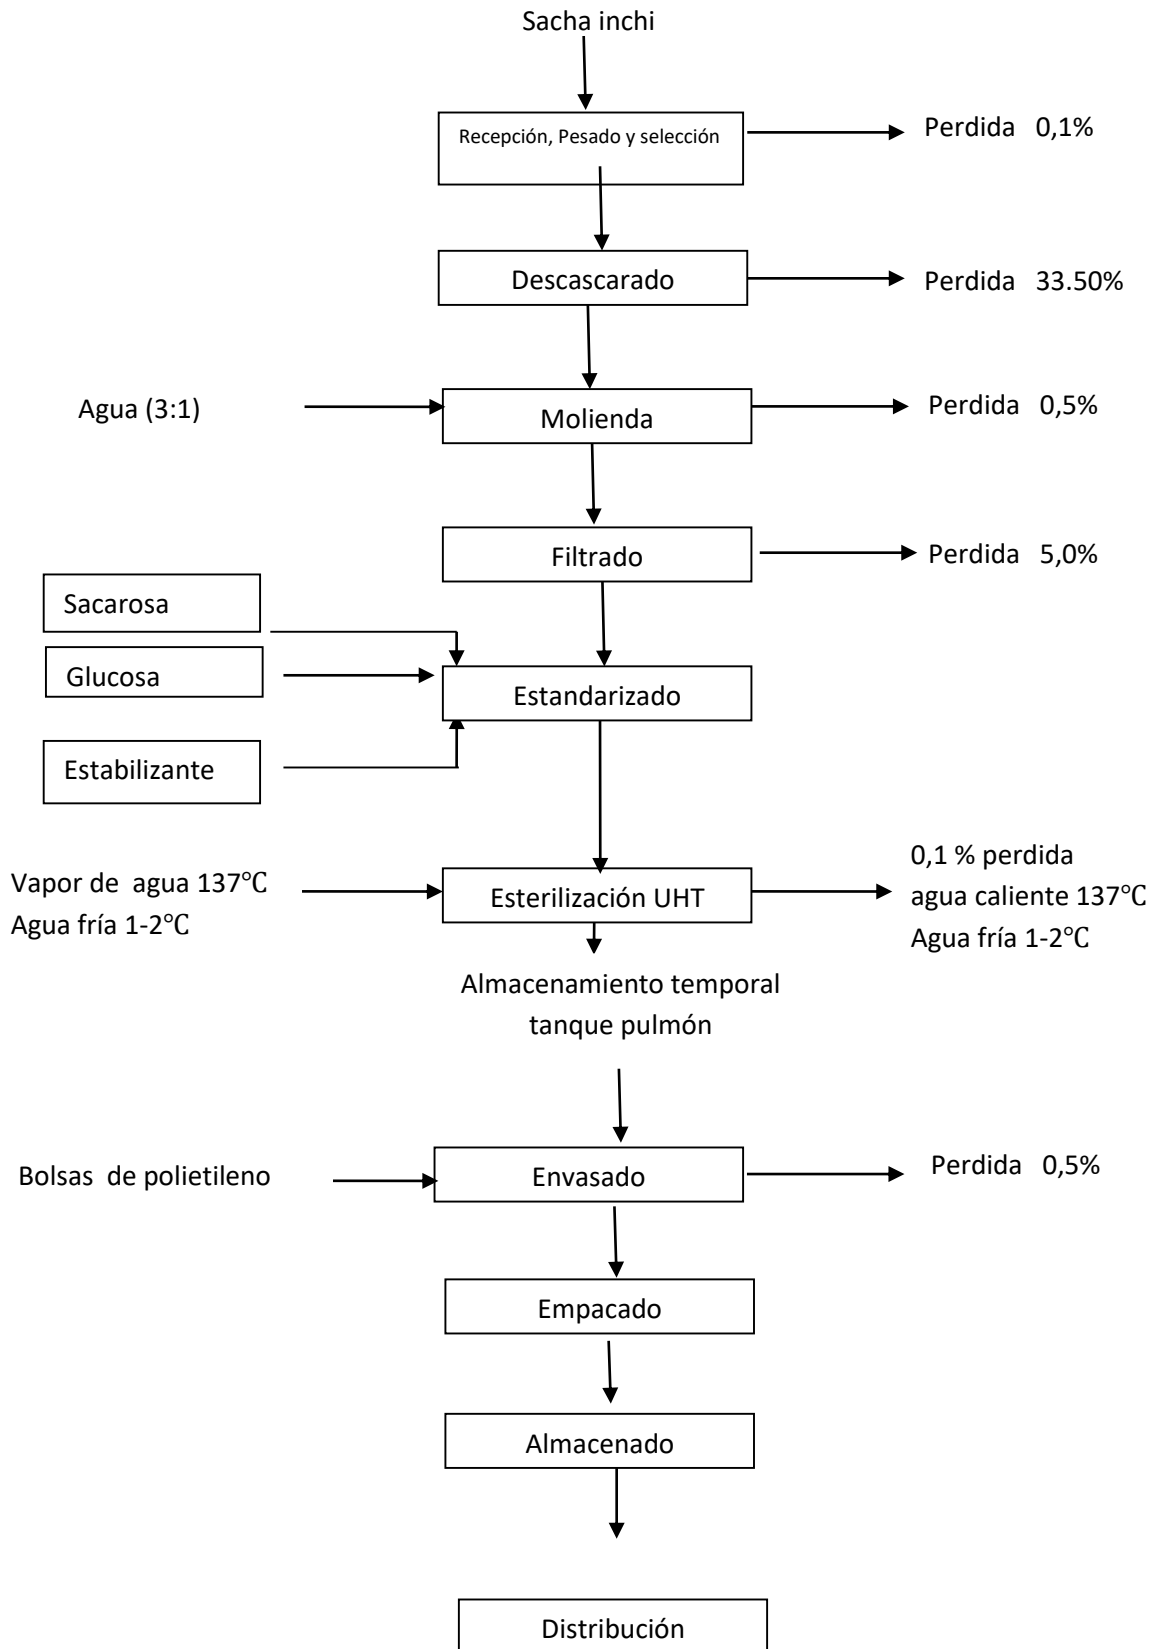 Sacha inchi
Recepción, Pesado y selección
Perdida 0,1%
Descascarado
Perdida 33.50%
Agua (3:1)
Molienda
Perdida 0,5%
Filtrado
Perdida 5,0%
Sacarosa
Glucosa
Estandarizado
Estabilizante
Vapor de agua 137°C
Agua fría 1-2°C
Esterilización UHT
0,1 % perdida
agua caliente 137°C
Agua fría 1-2°C
Almacenamiento temporal
tanque pulmón
Bolsas de polietileno
Envasado
Perdida 0,5%
Empacado
Almacenado
Distribución